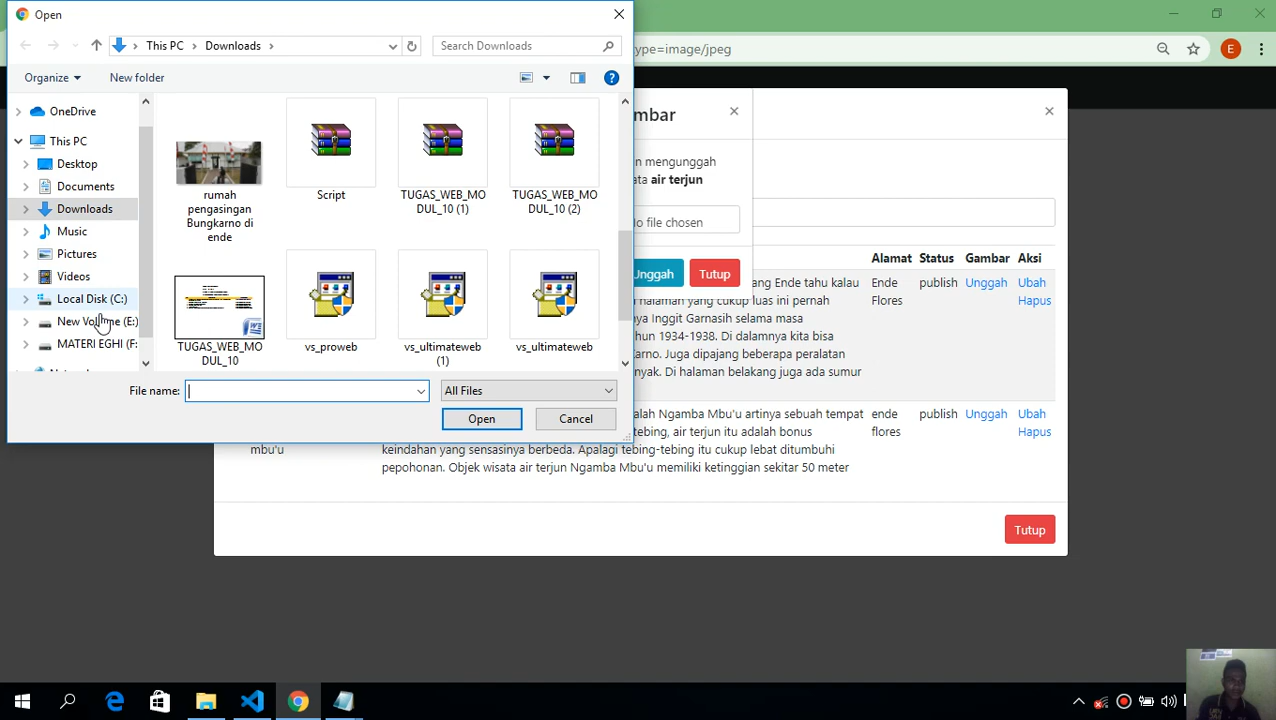 Open
This PC
Downloads
Search Downloads
type=image/jpeg
E
Organize
New folder
?
OneDrive
This PC
Desktop
Documents
Downloads
Music
Pictures
Videos
Local Disk (C:)
New Volume (E:)
MATERI EGHI (F:
rumah
pengasingan
Bungkarno di
ende
Script
TUGAS_WEB_MO
DUL_10 (1)
TUGAS_WEB_MO
DUL_10 (2)
TUGAS_WEB_MO
DUL_10
vs_proweb
vs_ultimateweb
(1)
vs_ultimateweb
File name:
All Files
Open
Cancel
mbar
mengunggah
air terjun
o file chosen
Unggah
Tutup
Alamat Status Gambar Aksi
ang Ende tahu kalau
halaman yang cukup luas ini pernah
ya Inggit Garnasih selama masa
hun 1934-1938. Di dalamnya kita bisa
karno. Juga dipajang beberapa peralatan
nyak. Di halaman belakang juga ada sumur
Ende
Flores
publish
Unggah
Ubah
Hapus
alah Ngamba Mbu'u artinya sebuah tempat
tebing, air terjun itu adalah bonus
keindahan yang sensasinya berbeda. Apalagi tebing-tebing itu cukup lebat ditumbuhi
pepohonan. Objek wisata air terjun Ngamba Mbu'u memiliki ketinggian sekitar 50 meter
mbu'u
ende
flores
publish
Unggah
Ubah
Hapus
Tutup